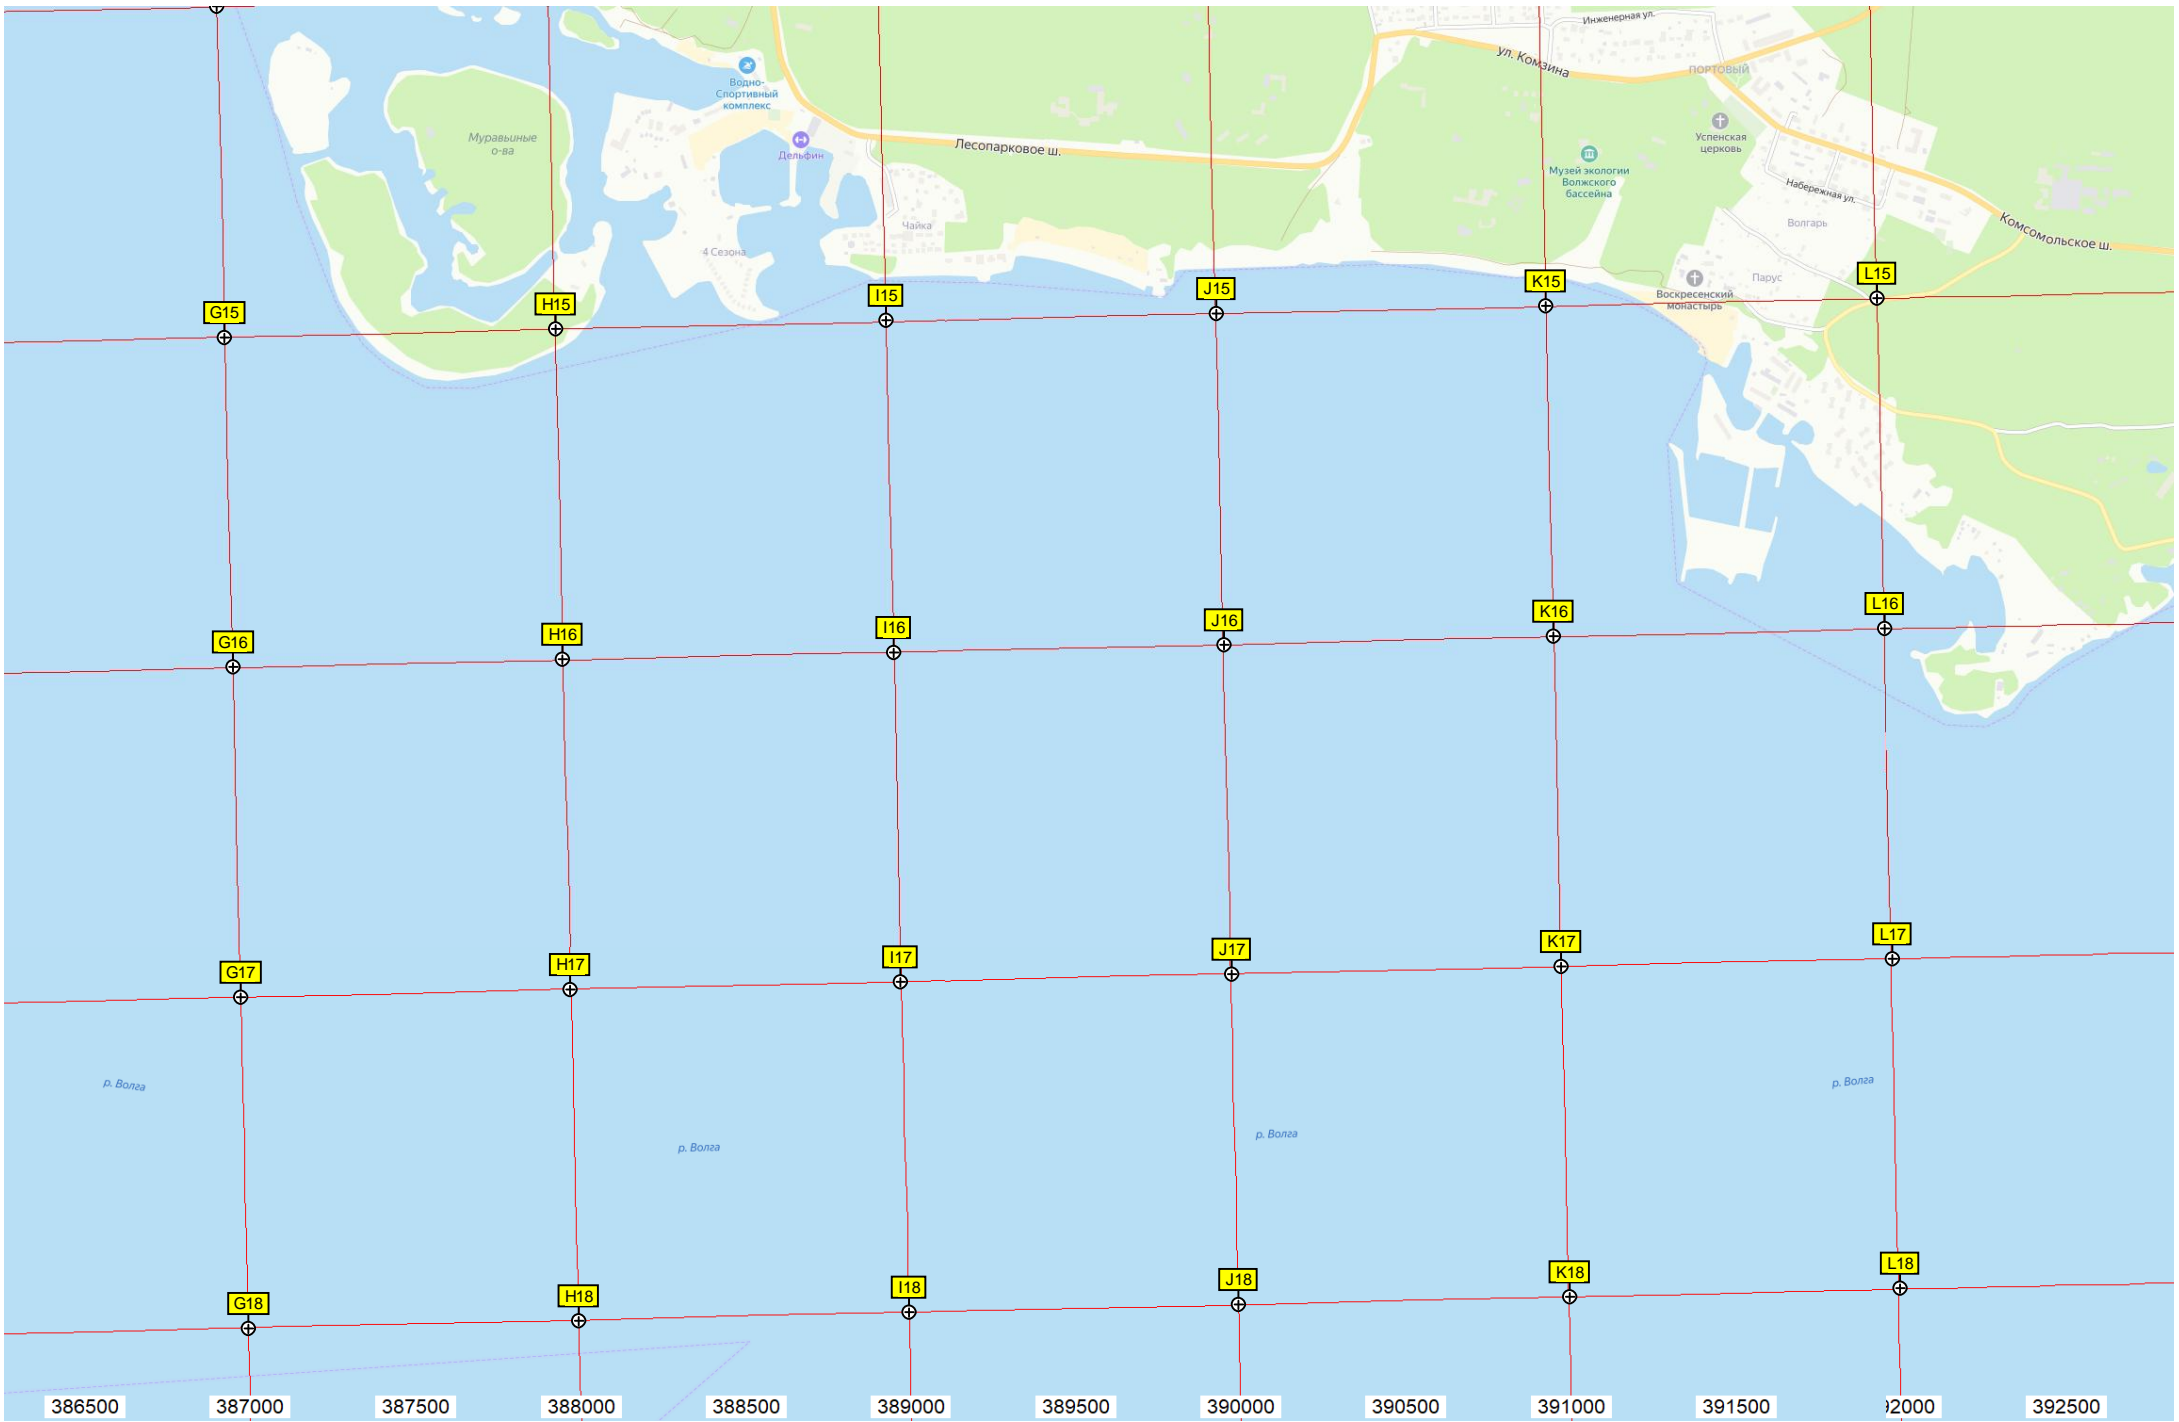 Инженерная ул.
ул. Комзина
ПОРТОВЫЙ
Водно-
Спортивный
комплекс
Муравьиные
о-ва
Дельфин
Лесопарковое ш.
Успенская
церковь
Музей экологии
Волжского
бассейна
Набережная ул.
Чайка
Волгарь
Комсомольское ш.
4 Сезона
Парус
Воскресенский
монастырь
G15
H15
I15
J15
K15
L15
G16
H16
I16
J16
K16
L16
G17
H17
I17
J17
K17
L17
р. Волга
р. Волга
р. Волга
р. Волга
G18
H18
I18
J18
K18
L18
386500 387000 387500 388000 388500 389000 389500 390000 390500 391000 391500 92000 392500